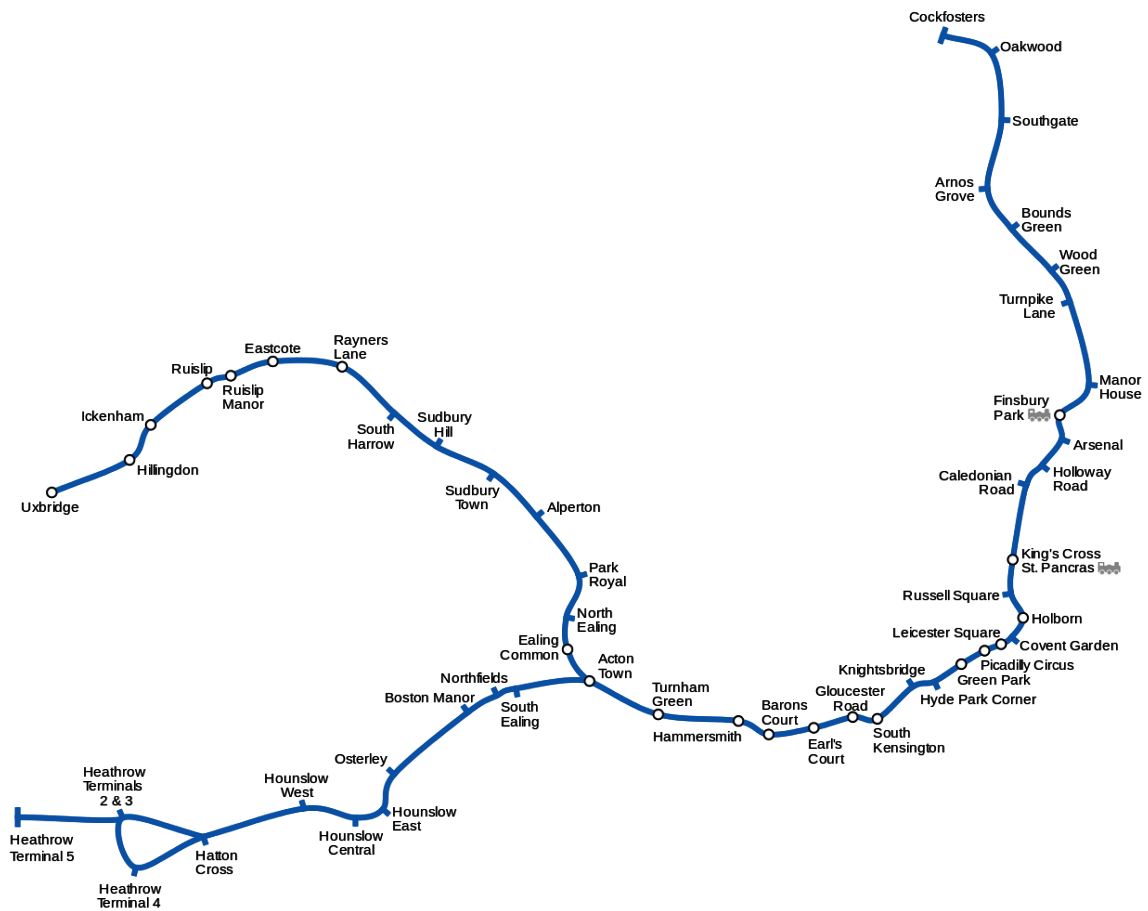 Cockfosters
Oakwood
Southgate
Arnos
Grove
Bounds
Green
Wood
Green
Turnpike
Lane
Manor
House
Finsbury
Park
Arsenal
Holloway
Road
Caledonian
Road
King's Cross
St. Pancras
Russell Square
Holborn
Leicester Square
Covent Garden
Picadilly Circus
Green Park
Hyde Park Corner
Knightsbridge
South
Kensington
Gloucester
Road
Earl's
Court
Barons
Court
Hammersmith
Turnham
Green
Acton
Town
Ealing
Common
North
Ealing
Park
Royal
Alperton
Sudbury
Town
Sudbury
Hill
South
Harrow
Rayners
Lane
Eastcote
Ruislip
Manor
Ruislip
Ickenham
Hillingdon
Uxbridge
South
Ealing
Northfields
Boston Manor
Osterley
Hounslow
East
Hounslow
Central
Hounslow
West
Hatton
Cross
Heathrow
Terminal 4
Heathrow
Terminals
2 & 3
Heathrow
Terminal 5